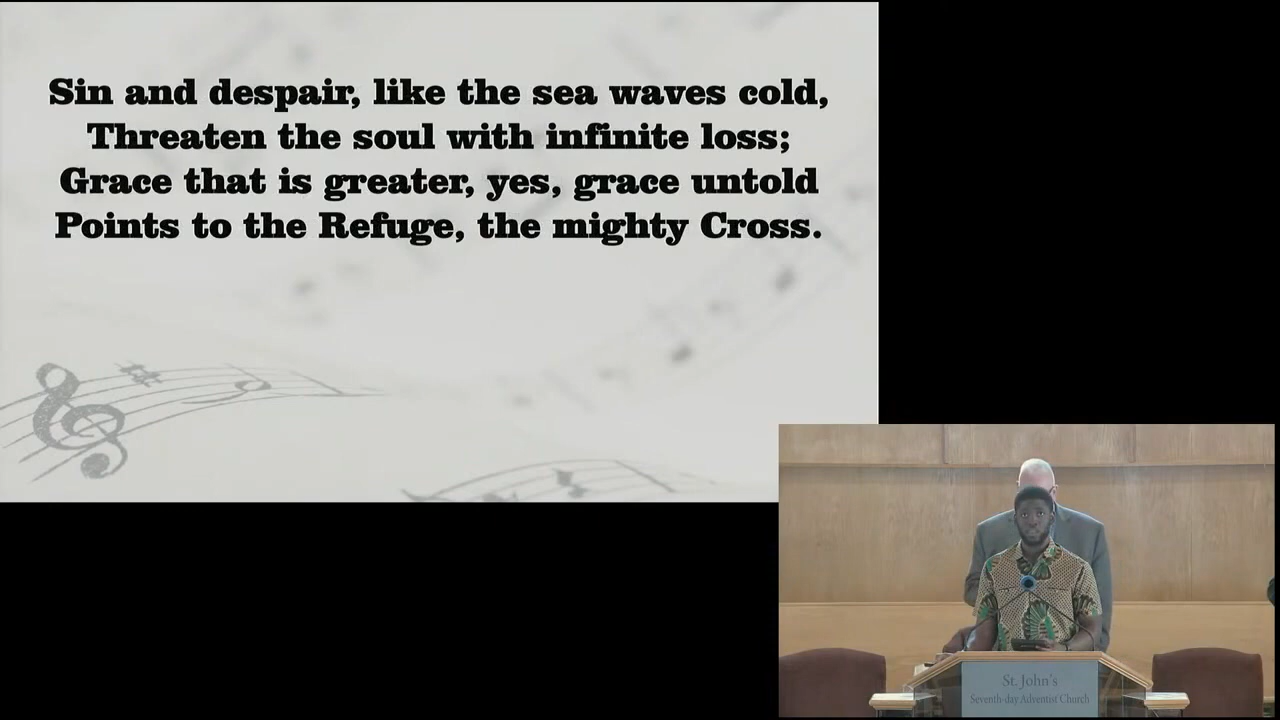 Sin and despair, like the sea waves cold,
Threaten the soul with infinite loss;
Grace that is greater, yes, grace untold
Points to the Refuge, the mighty Cross.
St. John's
Seventh-day Adventist Church